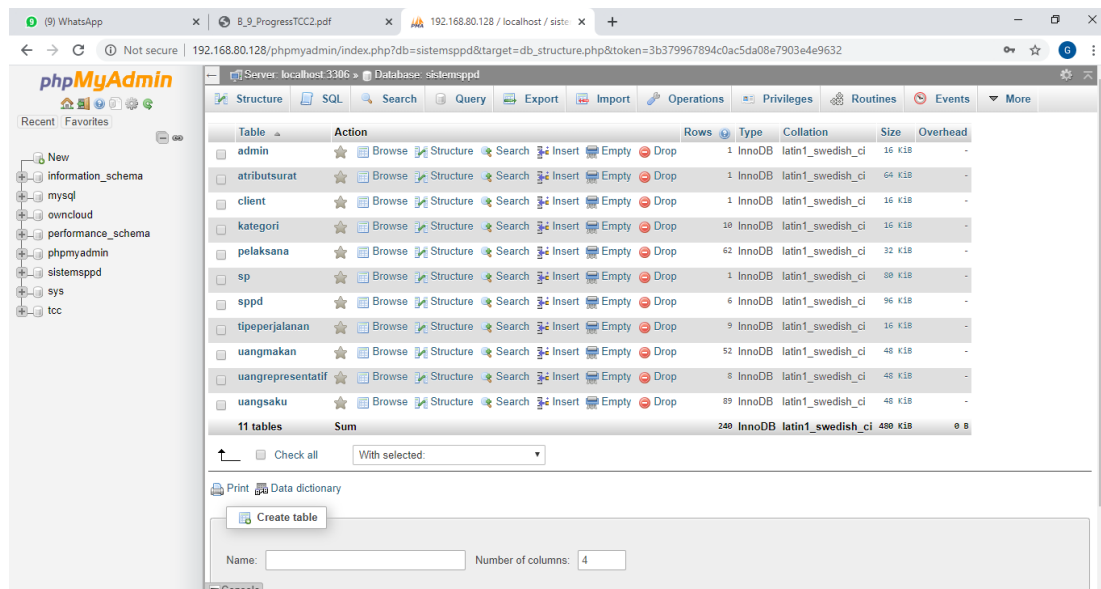 (9) WhatsApp
B_9_ProgressTCC2.pdf
192.168.80.128 / localhost / siste
Not secure 192.168.80.128/phpmyadmin/index.php?db=sistemsppd&target=db_structure.php&token=3b379967894c0ac5da08e7903e4e9632
G
phpMyAdmin
Recent Favorites
New
information_schema
mysql
owncloud
performance_schema
phpmyadmin
sistemsppd
sys
tcc
Server: localhost:3306 » Database: sistemsppd
Structure SQL Search Query Export Import Operations Privileges Routines Events More
Table Action Rows Type Collation Size Overhead
admin Browse Structure Search Insert Empty Drop 1 InnoDB latin1_swedish_ci 16 KiB -
atributsurat Browse Structure Search Insert Empty Drop 1 InnoDB latin1_swedish_ci 64 KiB -
client Browse Structure Search Insert Empty Drop 1 InnoDB latin1_swedish_ci 16 KiB -
kategori Browse Structure Search Insert Empty Drop 10 InnoDB latin1_swedish_ci 16 KiB -
pelaksana Browse Structure Search Insert Empty Drop 62 InnoDB latin1_swedish_ci 32 KiB -
sp Browse Structure Search Insert Empty Drop 1 InnoDB latin1_swedish_ci 80 KiB -
sppd Browse Structure Search Insert Empty Drop 6 InnoDB latin1_swedish_ci 96 KiB -
tipeperjalanan Browse Structure Search Insert Empty Drop 9 InnoDB latin1_swedish_ci 16 KiB -
uangmakan Browse Structure Search Insert Empty Drop 52 InnoDB latin1_swedish_ci 48 KiB -
uangrepresentatif Browse Structure Search Insert Empty Drop 8 InnoDB latin1_swedish_ci 48 KiB -
uangsaku Browse Structure Search Insert Empty Drop 89 InnoDB latin1_swedish_ci 48 KiB -
11 tables Sum 240 InnoDB latin1_swedish_ci 480 KiB 0 B
Check all With selected:
Print Data dictionary
Create table
Name: Number of columns: 4
Console